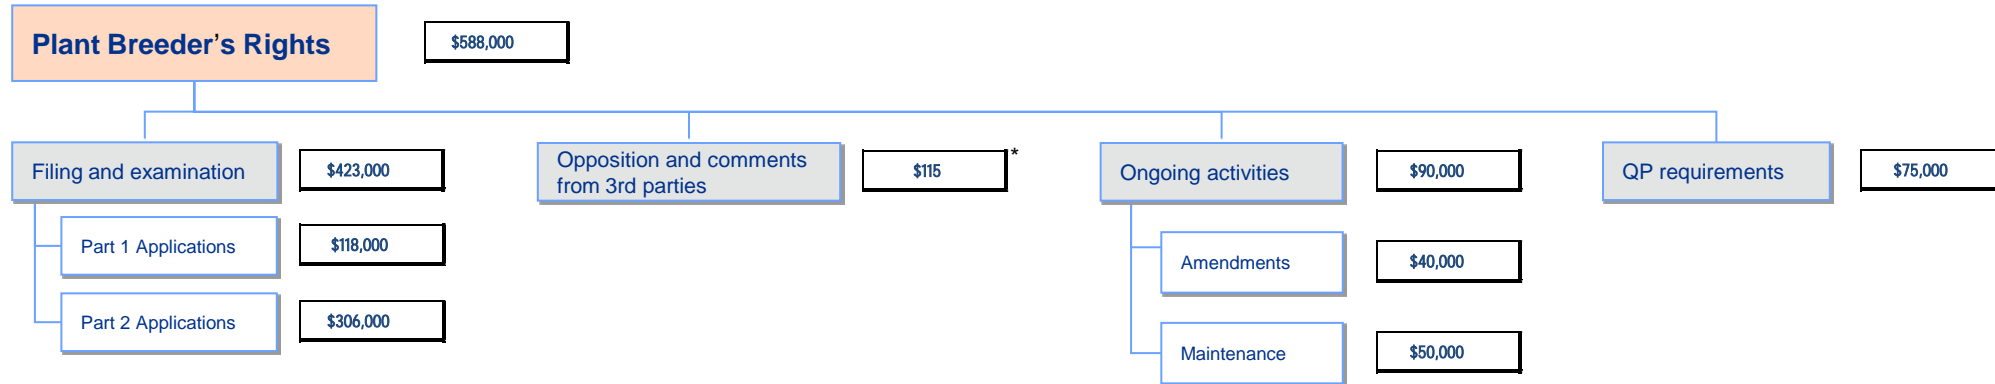 Plant Breeder’s Rights
$588,000
Filing and examination
$423,000
Opposition and comments
from 3rd parties
$115
*
Ongoing activities
$90,000
QP requirements
$75,000
Part 1 Applications
$118,000
Amendments
$40,000
Part 2 Applications
$306,000
Maintenance
$50,000